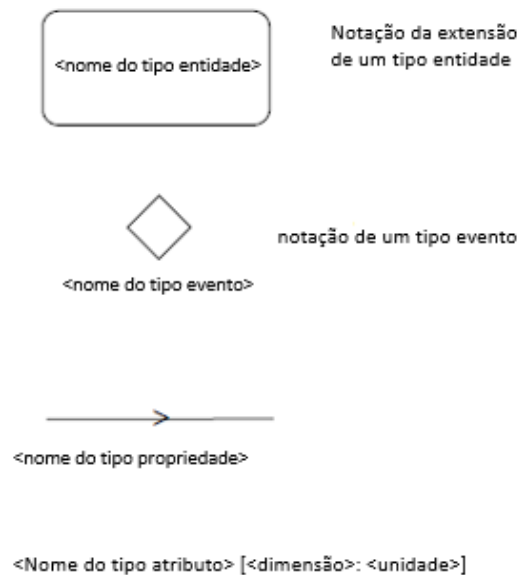 Notação da extensão
de um tipo entidade
<nome do tipo entidade>
notação de um tipo evento
<nome do tipo evento>
<nome do tipo propriedade>
<Nome do tipo atributo> [<dimensão>: <unidade>]